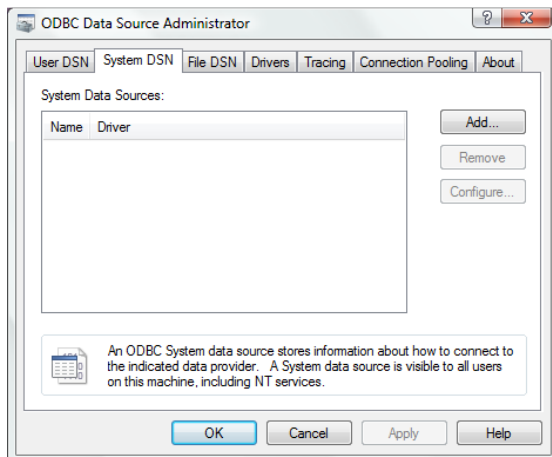 ODBC Data Source Administrator
?
X
User DSN System DSN File DSN Drivers Tracing Connection Pooling About
System Data Sources:
Name Driver
Add...
Remove
Configure...
An ODBC System data source stores information about how to connect to
the indicated data provider. A System data source is visible to all users
on this machine, including NT services.
OK Cancel Apply Help